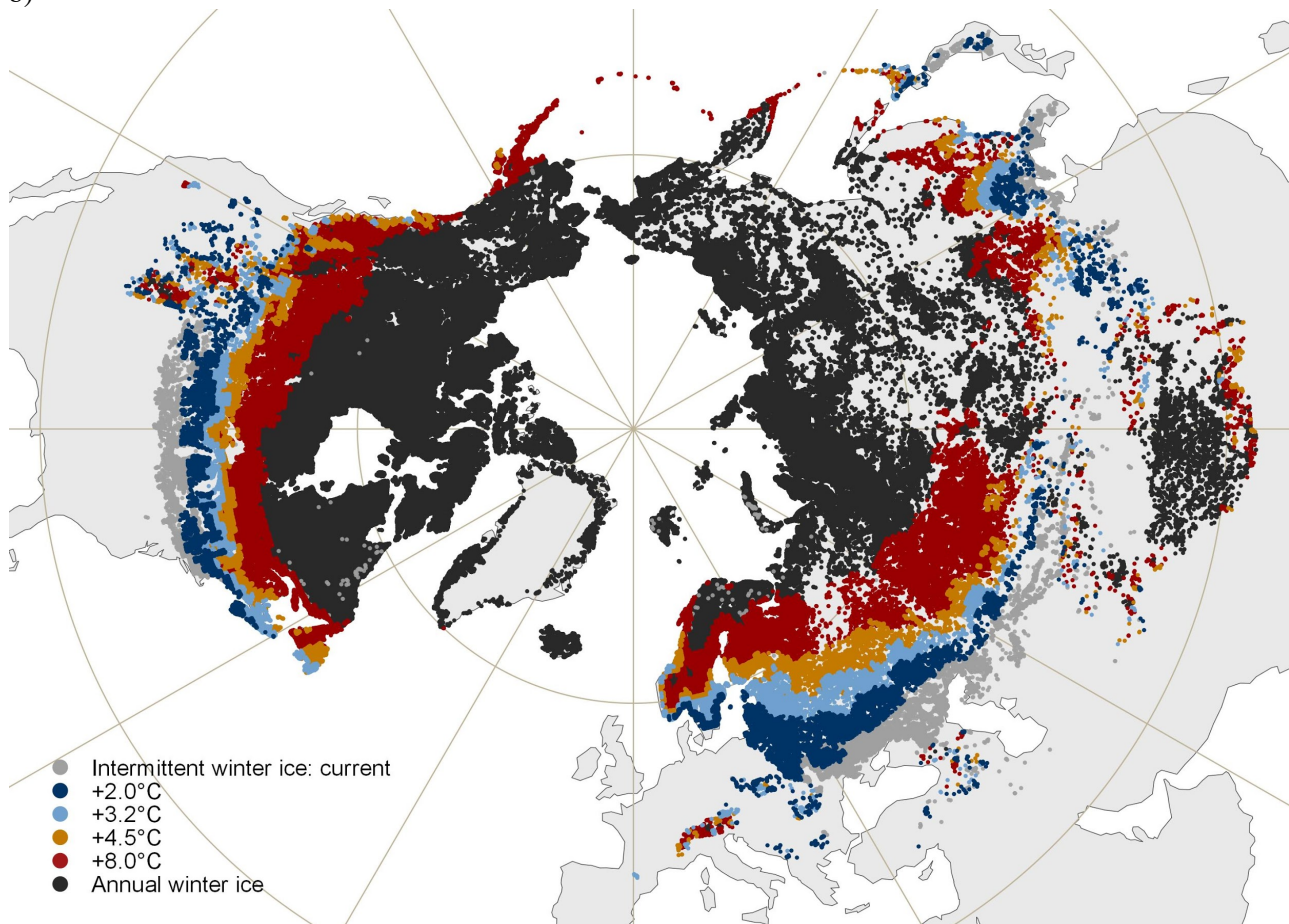 Intermittent winter ice: current
+2.0°C
+3.2°C
+4.5°C
+8.0°C
Annual winter ice